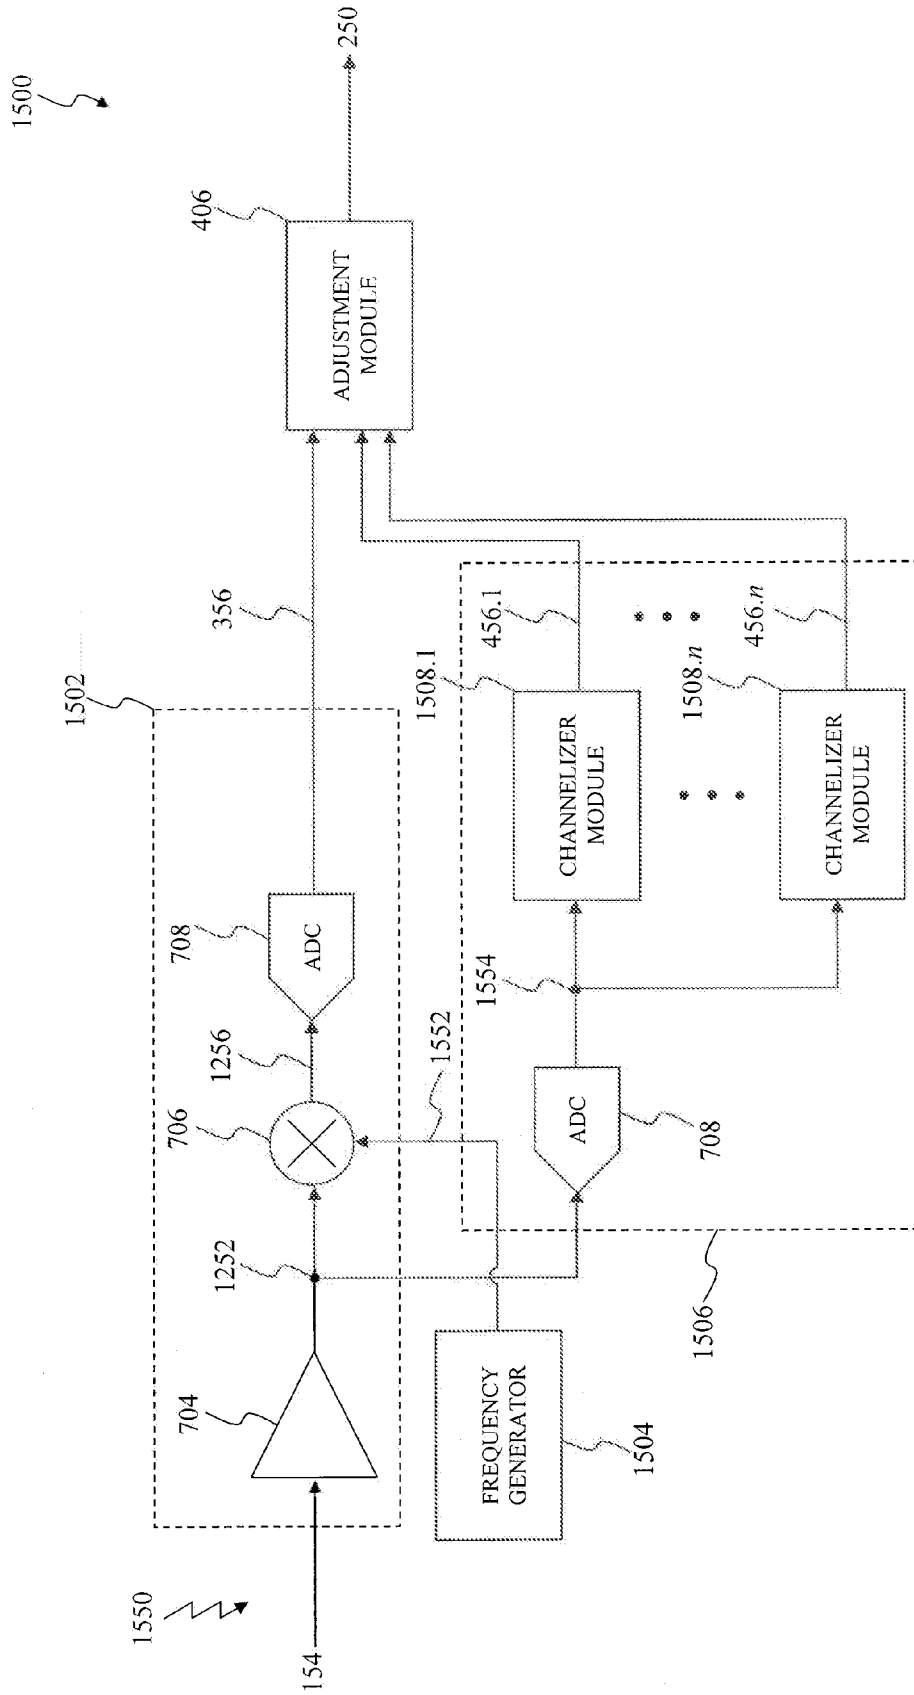 1500
250
406
ADJUSTMENT
MODULE
356
1502
708
ADC
1256
706
1252
704
154
1550
1552
FREQUENCY
GENERATOR
1504
1506
ADC
708
1554
1508.1
CHANNELIZER
MODULE
456.1
1508.n
CHANNELIZER
MODULE
456.n